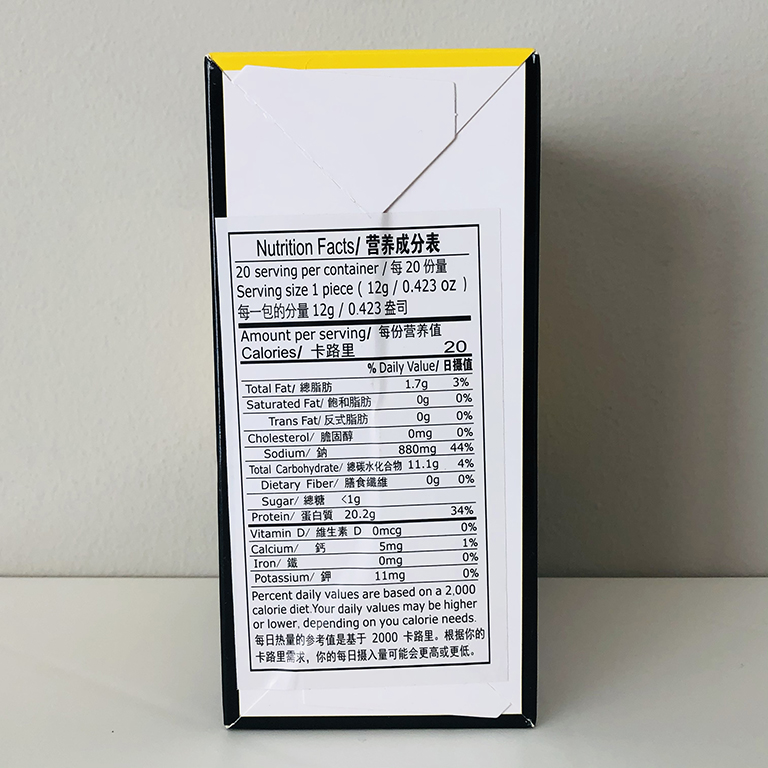 Nutrition Facts/ 营养成分表
20 serving per container / 每 20 份量
Serving size 1 piece ( 12g / 0.423 oz )
每一包的分量 12g / 0.423 盎司
Amount per serving/ 每份营养值
Calories/ 卡路里 20
% Daily Value/ 日摄值
Total Fat/ 總脂肪 1.7g 3%
Saturated Fat/ 飽和脂肪 0g 0%
Trans Fat/ 反式脂肪 0g 0%
Cholesterol/ 膽固醇 0mg 0%
Sodium/ 鈉 880mg 44%
Total Carbohydrate/ 總碳水化合物 11.1g 4%
Dietary Fiber/ 膳食纖維 0g 0%
Sugar/ 總糖 <1g
Protein/ 蛋白質 20.2g 34%
Vitamin D/ 維生素 D 0mcg 0%
Calcium/ 鈣 5mg 1%
Iron/ 鐵 0mg 0%
Potassium/ 鉀 11mg 0%
Percent daily values are based on a 2,000
calorie diet.Your daily values may be higher
or lower, depending on you calorie needs.
每日热量的参考值是基于 2000 卡路里。根据你的
卡路里需求，你的每日摄入量可能会更高或更低。